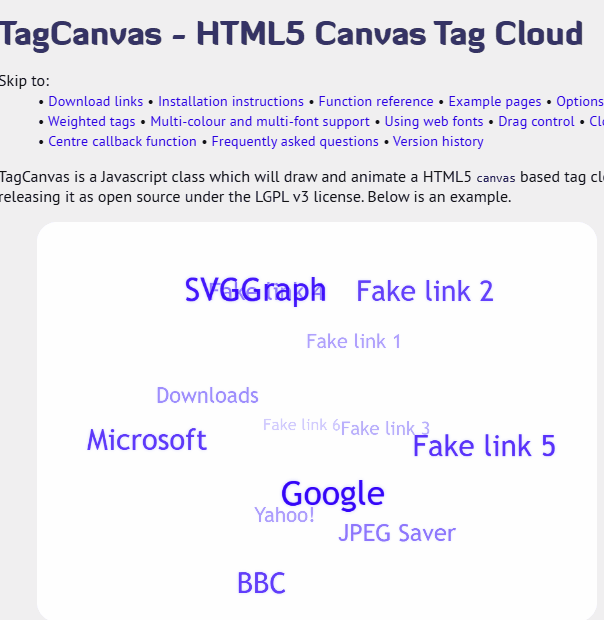 TagCanvas - HTML5 Canvas Tag Cloud
Skip to:
• Download links • Installation instructions • Function reference • Example pages • Options
• Weighted tags • Multi-colour and multi-font support • Using web fonts • Drag control •
• Centre callback function • Frequently asked questions • Version history
TagCanvas is a Javascript class which will draw and animate a HTML5 canvas based tag
releasing it as open source under the LGPL v3 license. Below is an example.
SVGGraph Fake link 2
Fake link 1
Downloads
Fake link 6 Fake link 3
Microsoft Fake link 5
Google
Yahoo!
JPEG Saver
BBC